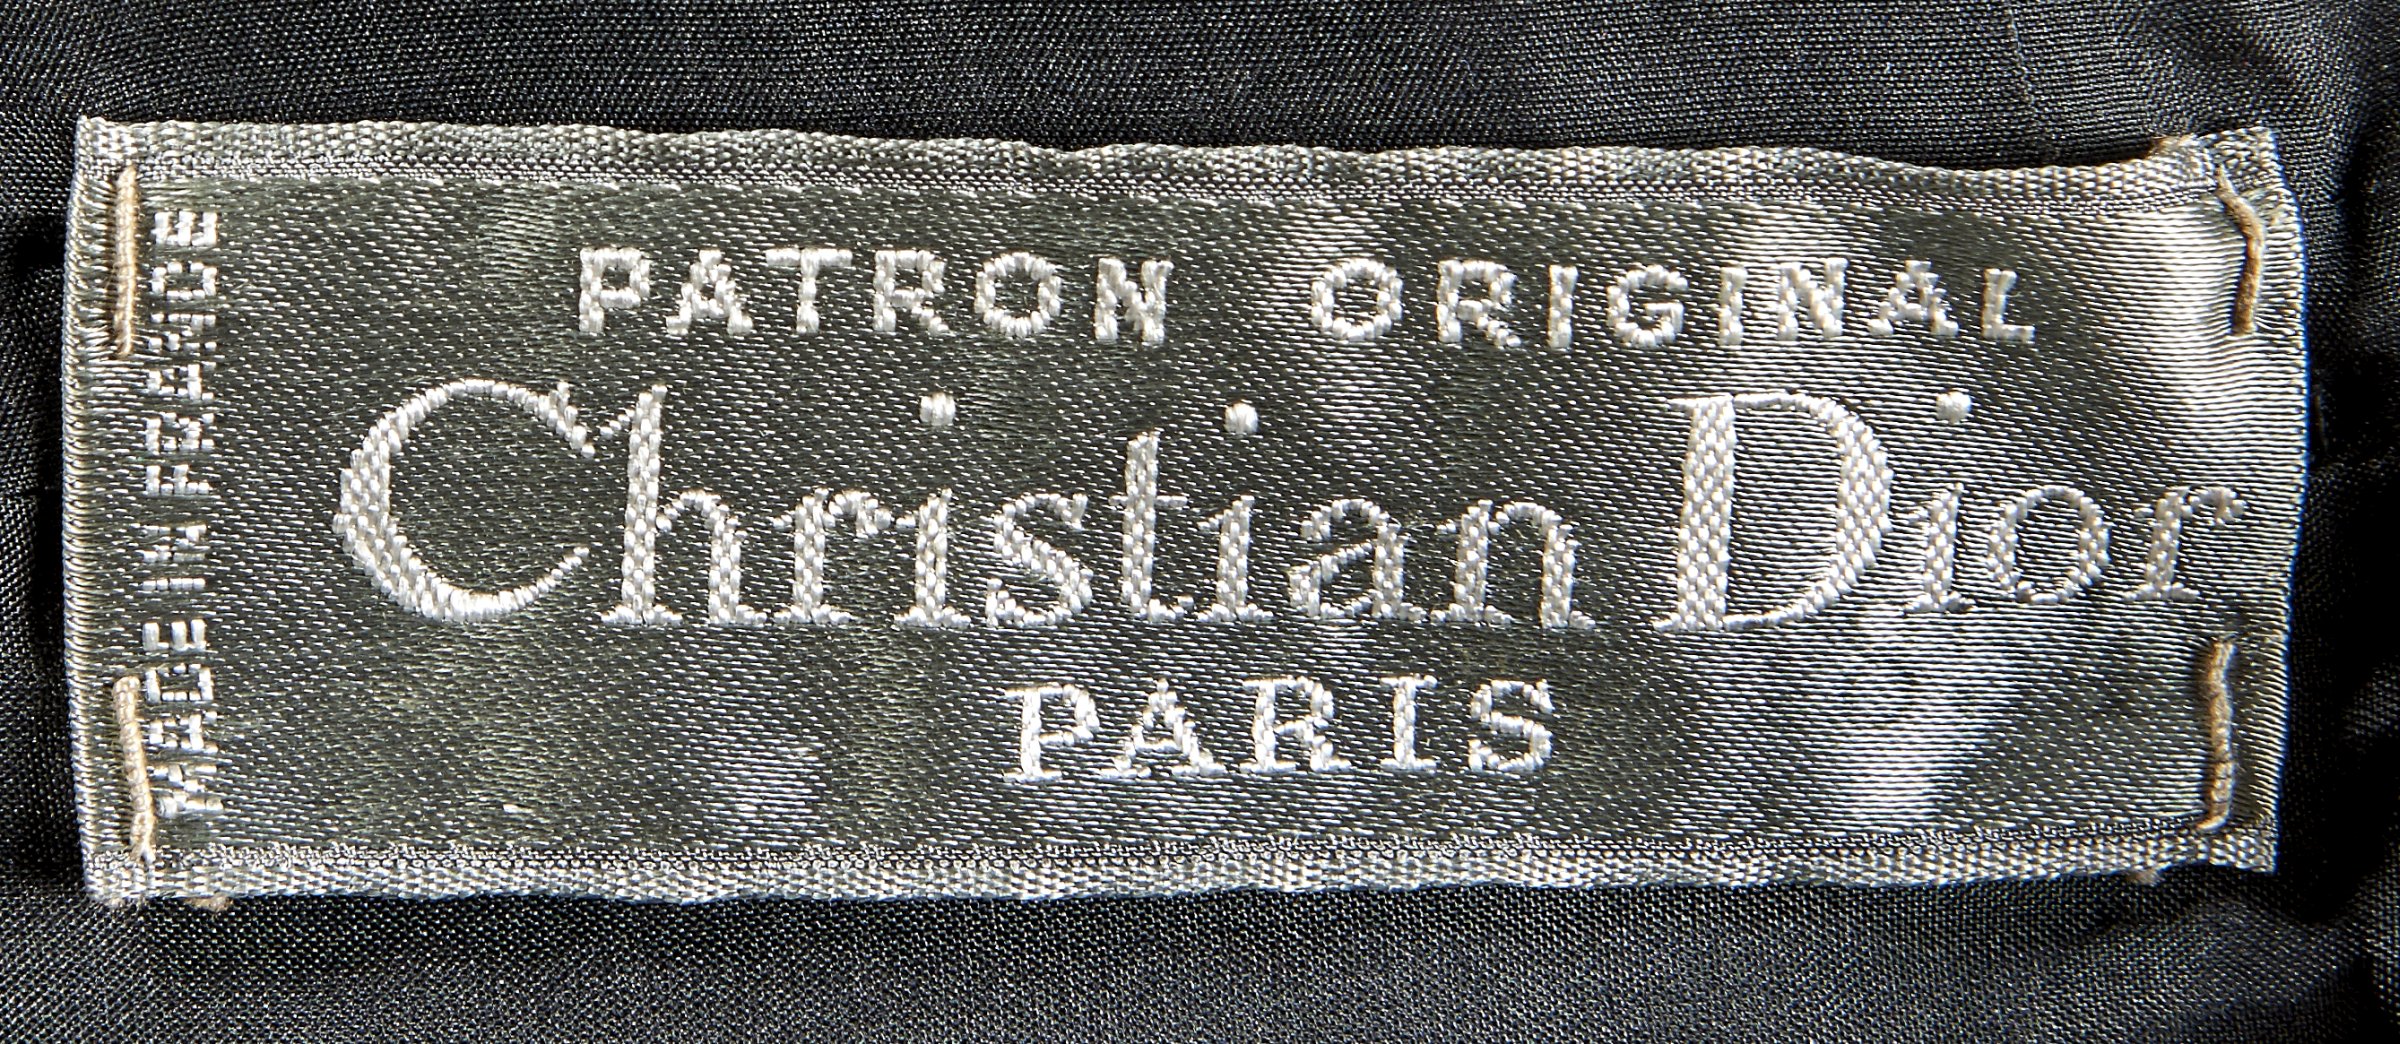 PATRON ORIGINAL
Christian Dior
PARIS
MADE IN FRANCE